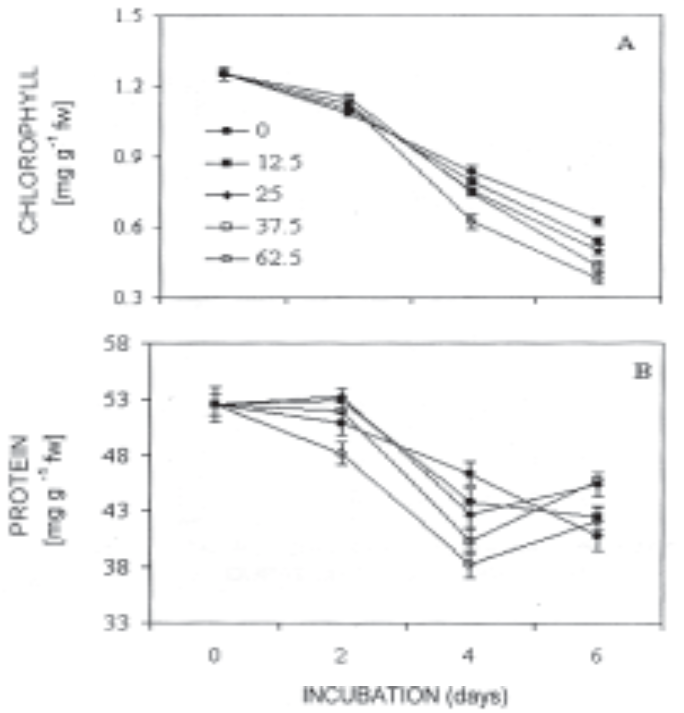 A
CHLOROPHYLL
[mg g⁻¹ fw]
1.5
1.2
0.9
0.6
0.3
0
12.5
25
37.5
62.5
B
PROTEIN
[mg g⁻¹ fw]
58
53
48
43
38
33
0 2 4 6
INCUBATION (days)